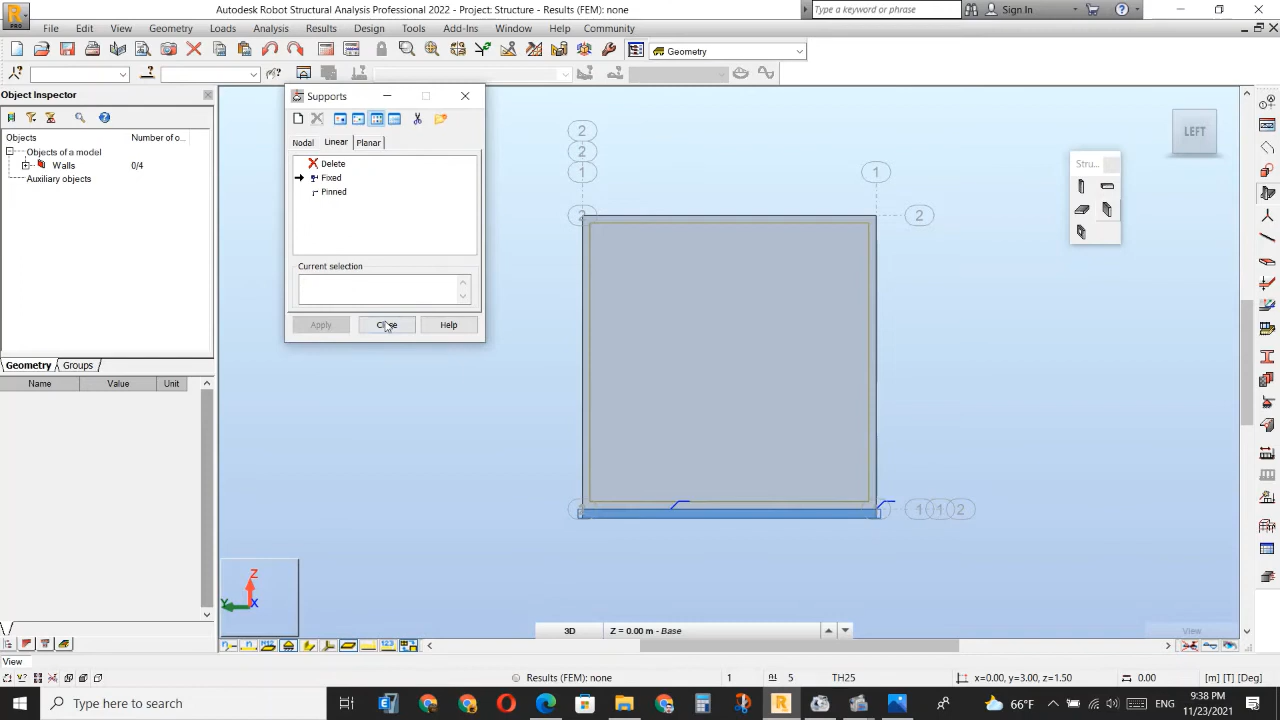 Autodesk Robot Structural Analysis Professional 2022 - Project: Structure - Results (FEM): none
Type a keyword or phrase
Sign In
File Edit View Geometry Loads Analysis Results Design Tools Add-Ins Window Help Community
Geometry
Object Inspector
Objects Number of o...
Objects of a model
Walls 0/4
Auxiliary objects
Geometry Groups
Name Value Unit
Supports
Nodal Linear Planar
Delete
Fixed
Pinned
Current selection
Apply Close Help
2
2
1 1
2 2
1 1 2
LEFT
Stru...
Z
Y X
3D Z = 0.00 m - Base
View
View
Results (FEM): none 1 5 TH25 x=0.00, y=3.00, z=1.50 0.00 [m] [T] [Deg]
Type here to search
66°F
ENG
9:38 PM
11/23/2021